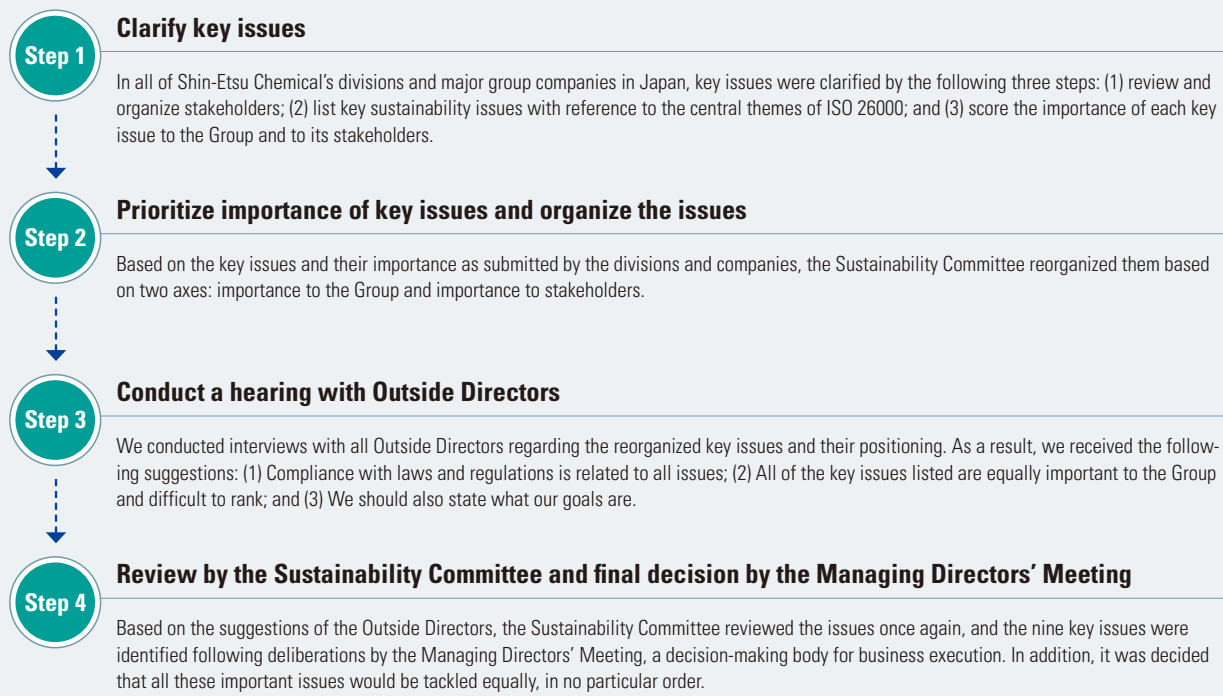 Step 1
Clarify key issues
In all of Shin-Etsu Chemical's divisions and major group companies in Japan, key issues were clarified by the following three steps: (1) review and
organize stakeholders; (2) list key sustainability issues with reference to the central themes of ISO 26000; and (3) score the importance of each key
issue to the Group and to its stakeholders.
Step 2
Prioritize importance of key issues and organize the issues
Based on the key issues and their importance as submitted by the divisions and companies, the Sustainability Committee reorganized them based
on two axes: importance to the Group and importance to stakeholders.
Step 3
Conduct a hearing with Outside Directors
We conducted interviews with all Outside Directors regarding the reorganized key issues and their positioning. As a result, we received the follow-
ing suggestions: (1) Compliance with laws and regulations is related to all issues; (2) All of the key issues listed are equally important to the Group
and difficult to rank; and (3) We should also state what our goals are.
Step 4
Review by the Sustainability Committee and final decision by the Managing Directors' Meeting
Based on the suggestions of the Outside Directors, the Sustainability Committee reviewed the issues once again, and the nine key issues were
identified following deliberations by the Managing Directors' Meeting, a decision-making body for business execution. In addition, it was decided
that all these important issues would be tackled equally, in no particular order.